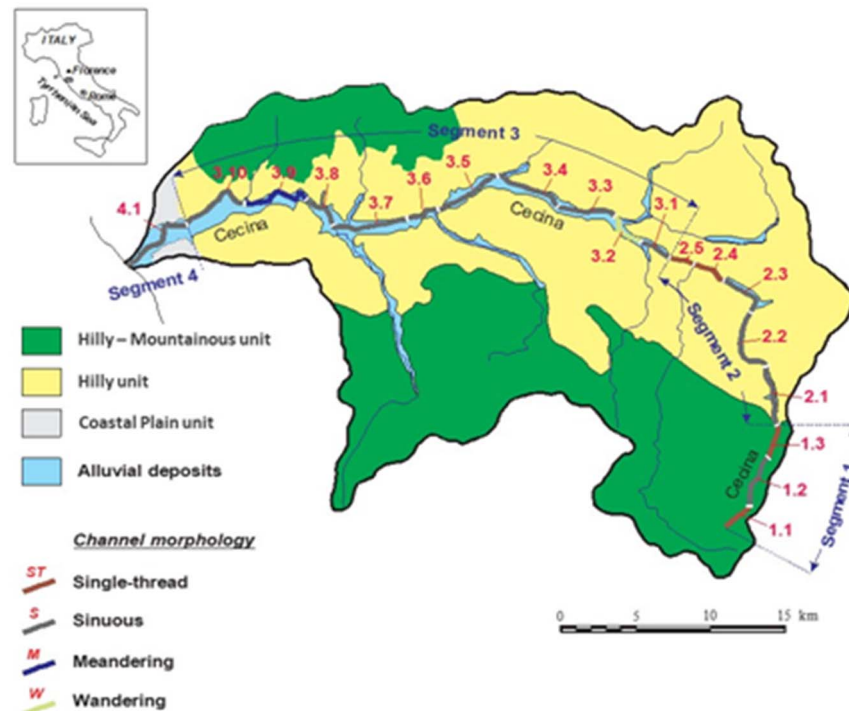 ITALY
Florence
Rome
Tyrrhenian Sea
Segment 3
3.10
3.9
3.8
3.7
3.6
3.5
3.4
3.3
3.2
3.1
4.1
Cecina
Cecina
Segment 4
2.5
2.4
2.3
2.2
2.1
Segment 2
1.3
1.2
1.1
Cecina
Segment 1
Hilly – Mountainous unit
Hilly unit
Coastal Plain unit
Alluvial deposits
Channel morphology
ST Single-thread
S Sinuous
M Meandering
W Wandering
0 5 10 15 km